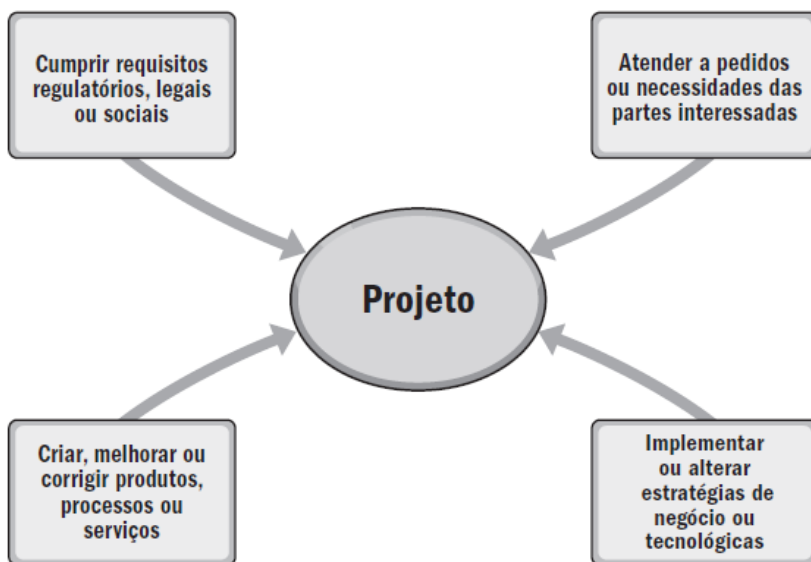 Cumprir requisitos
regulatórios, legais
ou sociais
Atender a pedidos
ou necessidades das
partes interessadas
Projeto
Criar, melhorar ou
corrigir produtos,
processos ou
serviços
Implementar
ou alterar
estratégias de
negócio ou
tecnológicas